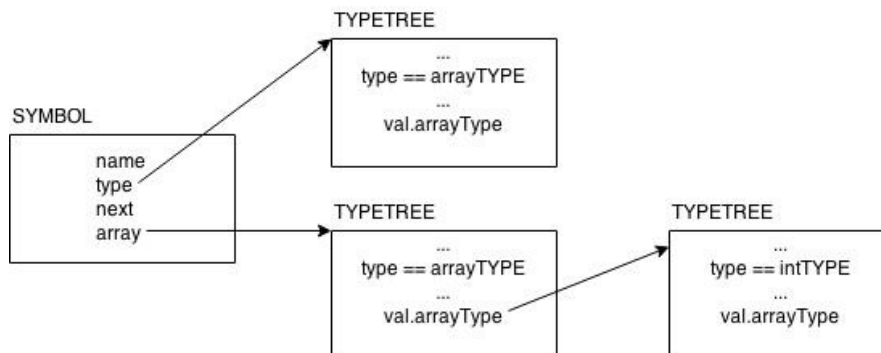 TYPETREE
...
type == arrayTYPE
...
val.arrayType
SYMBOL
name
type
next
array
TYPETREE
...
type == arrayTYPE
...
val.arrayType
TYPETREE
...
type == intTYPE
...
val.arrayType